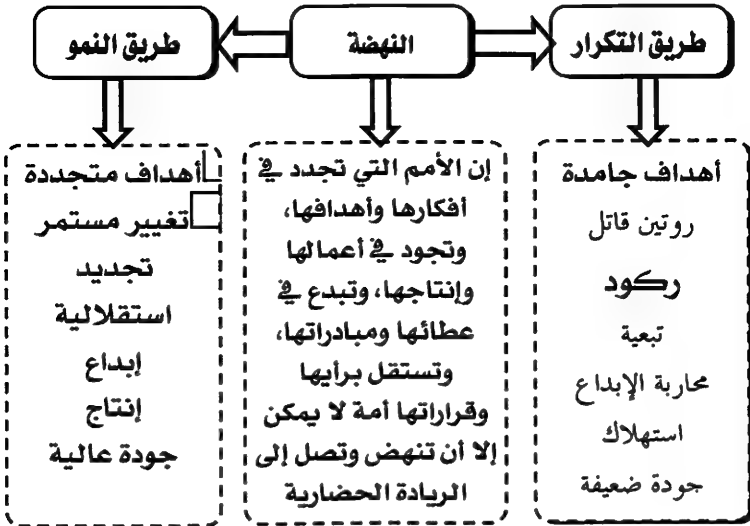 طريق التكرار
النهضة
طريق النمو
أهداف جامدة
روتين قاتل
ركود
تبعية
محاربة الإبداع
استهلاك
جودة ضعيفة
إن الأمم التي تجدد في
أفكارها وأهدافها،
وتجود في أعمالها
وإنتاجها، وتبدع في
عطائها ومبادراتها،
وتستقل برأيها
وقراراتها أمة لا يمكن
إلا أن تنهض وتصل إلى
الريادة الحضارية
أهداف متجددة
تغيير مستمر
تجديد
استقلالية
إبداع
إنتاج
جودة عالية